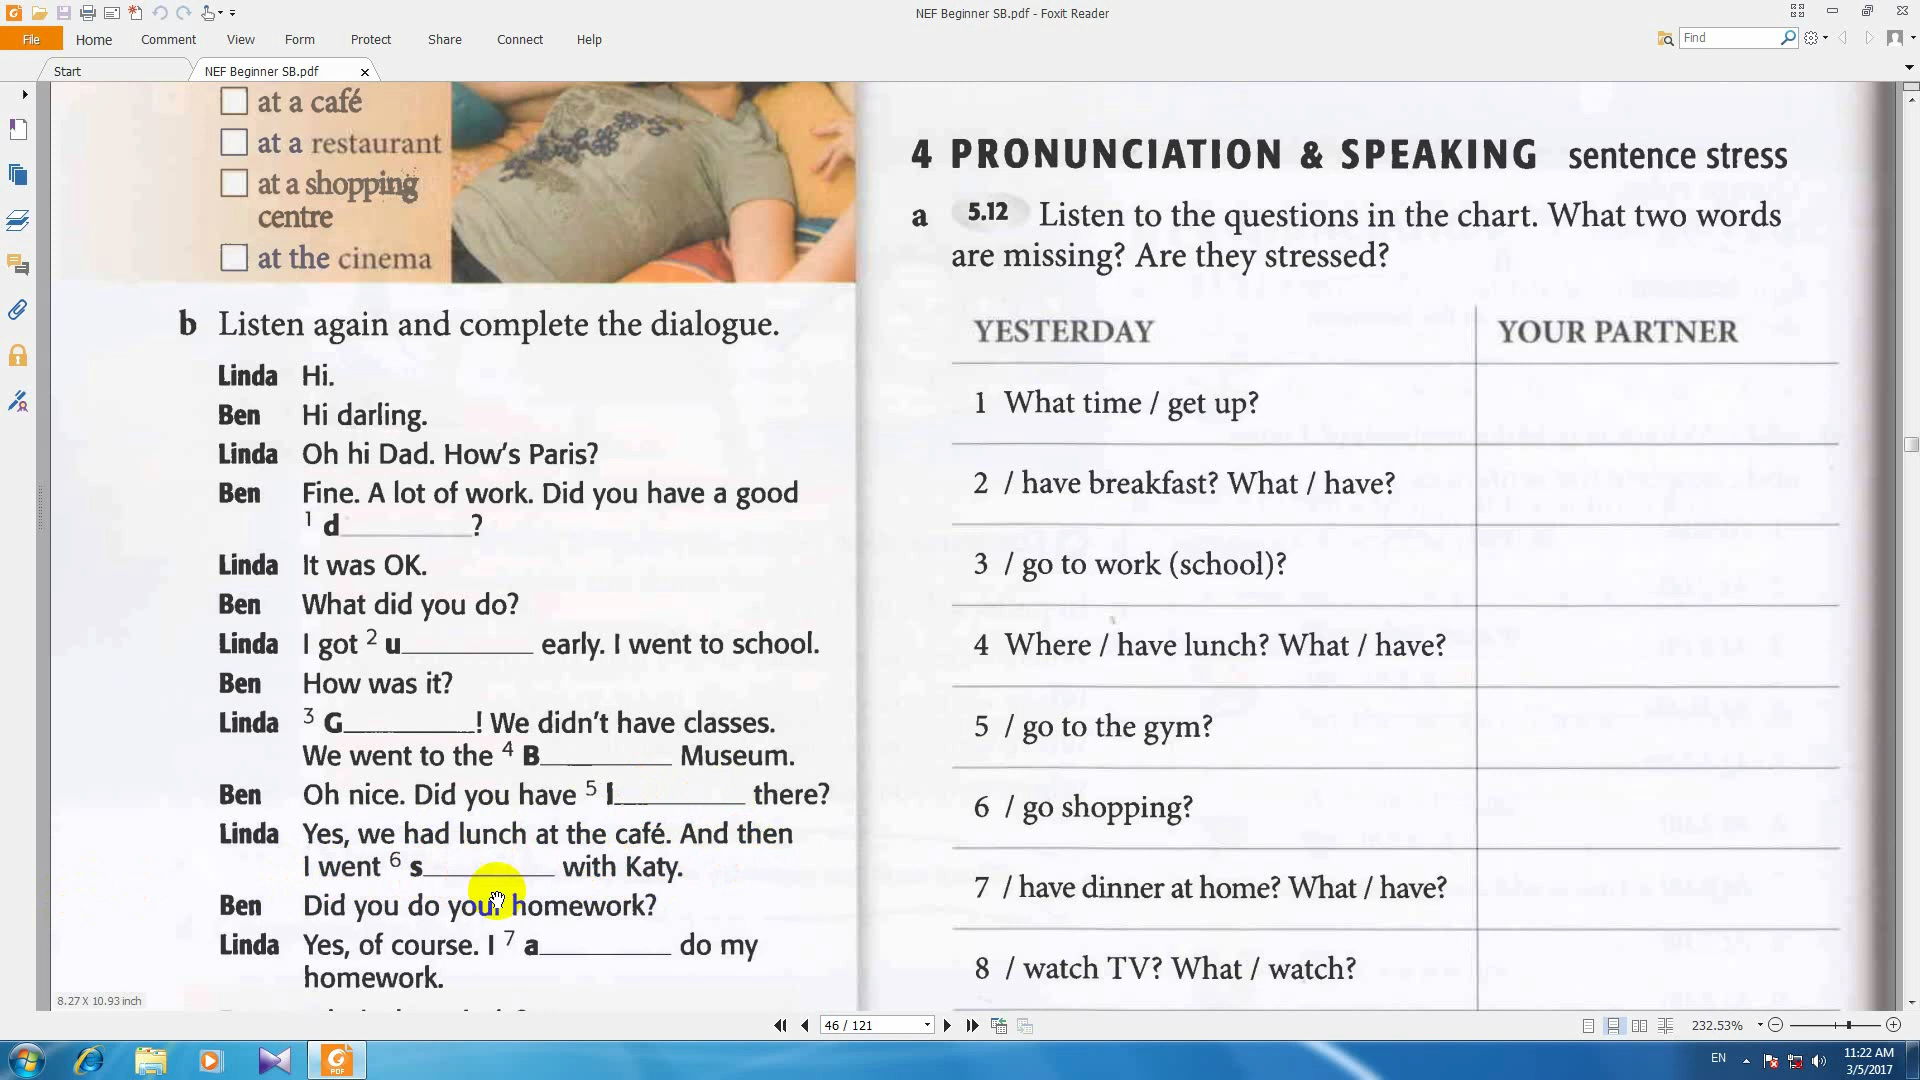 NEF Beginner SB.pdf - Foxit Reader
File Home Comment View Form Protect Share Connect Help
Find
Start
NEF Beginner SB.pdf
at a café
at a restaurant
at a shopping
centre
at the cinema
b Listen again and complete the dialogue.
Linda Hi.
Ben Hi darling.
Linda Oh hi Dad. How's Paris?
Ben Fine. A lot of work. Did you have a good
1 d__________?
Linda It was OK.
Ben What did you do?
Linda I got 2 u__________ early. I went to school.
Ben How was it?
Linda 3 G__________! We didn't have classes.
We went to the 4 B__________ Museum.
Ben Oh nice. Did you have 5 l__________ there?
Linda Yes, we had lunch at the café. And then
I went 6 s__________ with Katy.
Ben Did you do your homework?
Linda Yes, of course. I 7 a__________ do my
homework.
4 PRONUNCIATION & SPEAKING sentence stress
a 5.12 Listen to the questions in the chart. What two words
are missing? Are they stressed?
YESTERDAY YOUR PARTNER
1 What time / get up?
2 / have breakfast? What / have?
3 / go to work (school)?
4 Where / have lunch? What / have?
5 / go to the gym?
6 / go shopping?
7 / have dinner at home? What / have?
8 / watch TV? What / watch?
8.27 X 10.93 inch
46 / 121
232.53%
EN
11:22 AM
3/5/2017